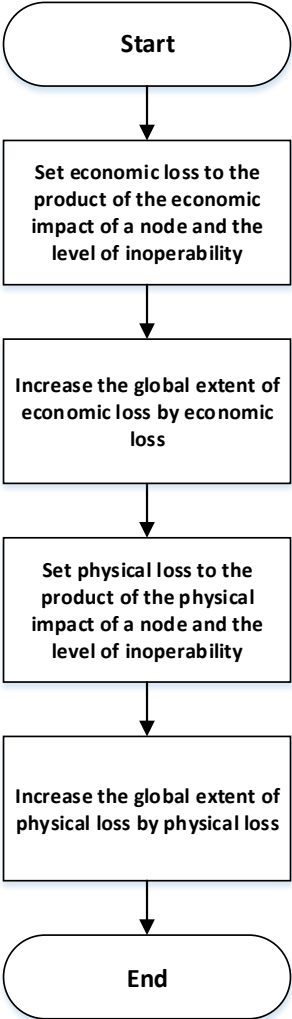 Start
Set economic loss to the
product of the economic
impact of a node and the
level of inoperability
Increase the global extent of
economic loss by economic
loss
Set physical loss to the
product of the physical
impact of a node and the
level of inoperability
Increase the global extent of
physical loss by physical loss
End